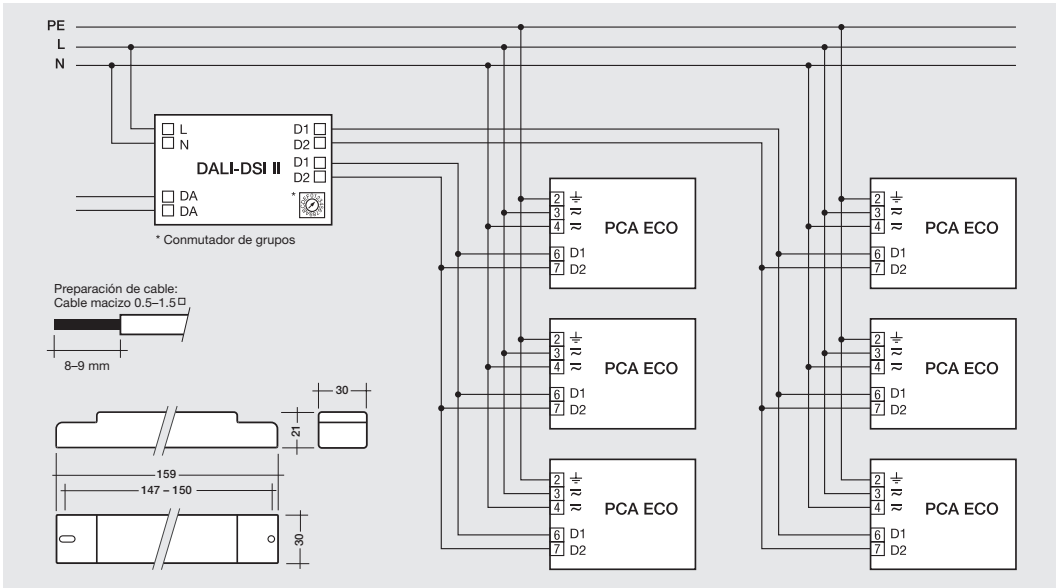 PE
L
N
L
N
DALI-DSI II
D1
D2
D1
D2
DA
DA
*
* Conmutador de grupos
Preparación de cable:
Cable macizo 0.5–1.5□
8–9 mm
30
21
159
147 – 150
30
2
3
4
PCA ECO
6 D1
7 D2
2
3
4
PCA ECO
6 D1
7 D2
2
3
4
PCA ECO
6 D1
7 D2
2
3
4
PCA ECO
6 D1
7 D2
2
3
4
PCA ECO
6 D1
7 D2
2
3
4
PCA ECO
6 D1
7 D2